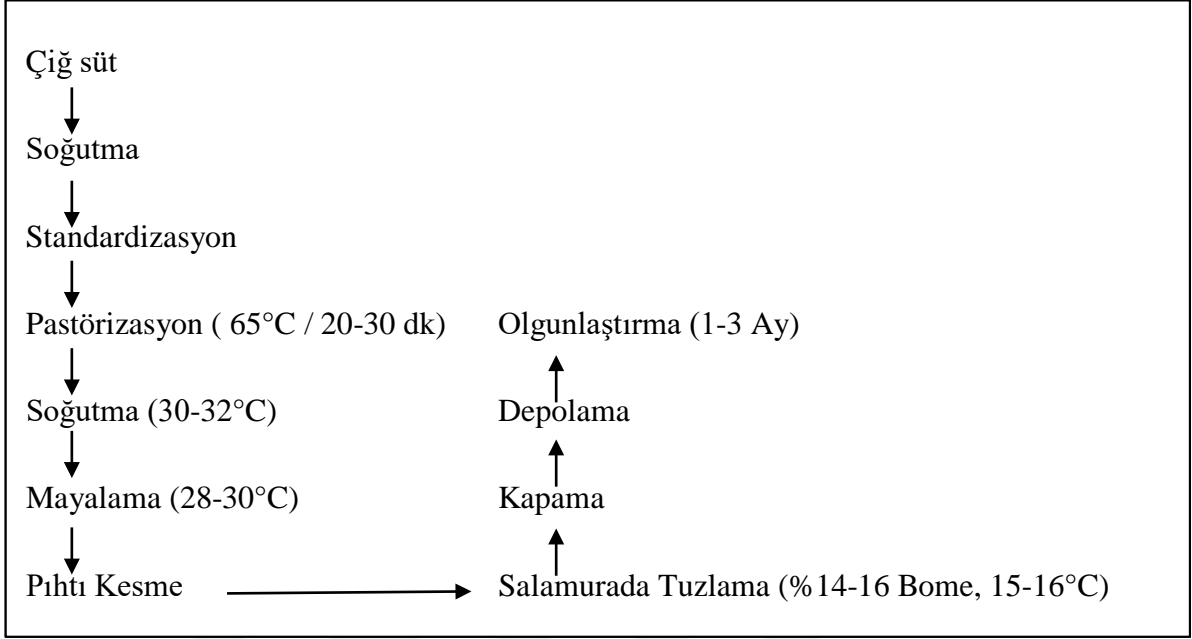 Çiğ süt
Soğutma
Standardizasyon
Pastörizasyon ( 65°C / 20-30 dk)
Soğutma (30-32°C)
Mayalama (28-30°C)
Pıhtı Kesme
Salamurada Tuzlama (%14-16 Bome, 15-16°C)
Kapama
Depolama
Olgunlaştırma (1-3 Ay)